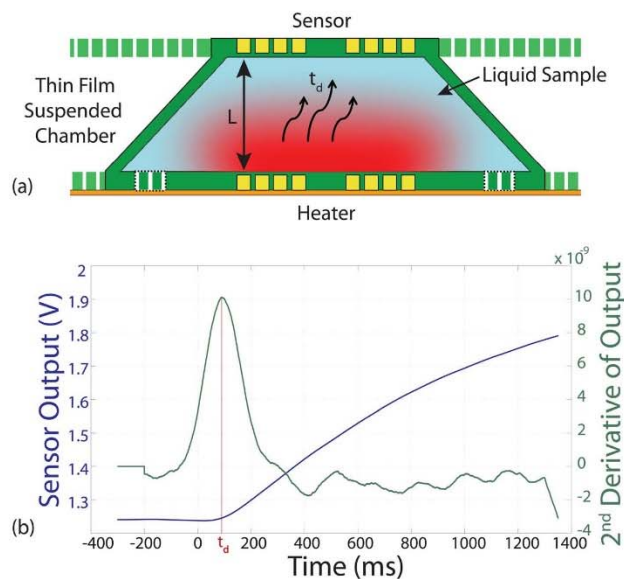 Sensor
Thin Film
Suspended
Chamber
L
t_d
Liquid Sample
(a)
Heater
x 10^-9
2
1.9
1.8
1.7
1.6
1.5
1.4
1.3
Sensor Output (V)
10
8
6
4
2
0
-2
-4
2^nd Derivative of Output
-400 -200 0 t_d 200 400 600 800 1000 1200 1400
(b)
Time (ms)